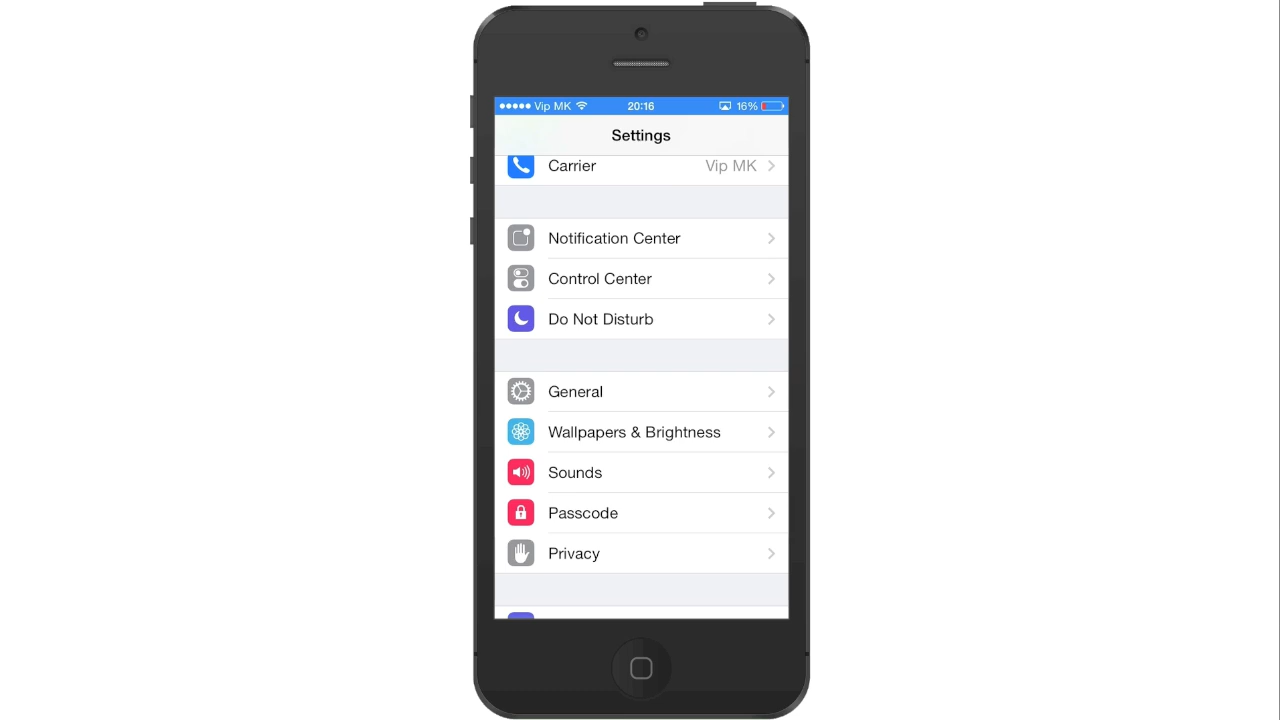 Vip MK 20:16 16%
Settings
Carrier Vip MK
Notification Center
Control Center
Do Not Disturb
General
Wallpapers & Brightness
Sounds
Passcode
Privacy